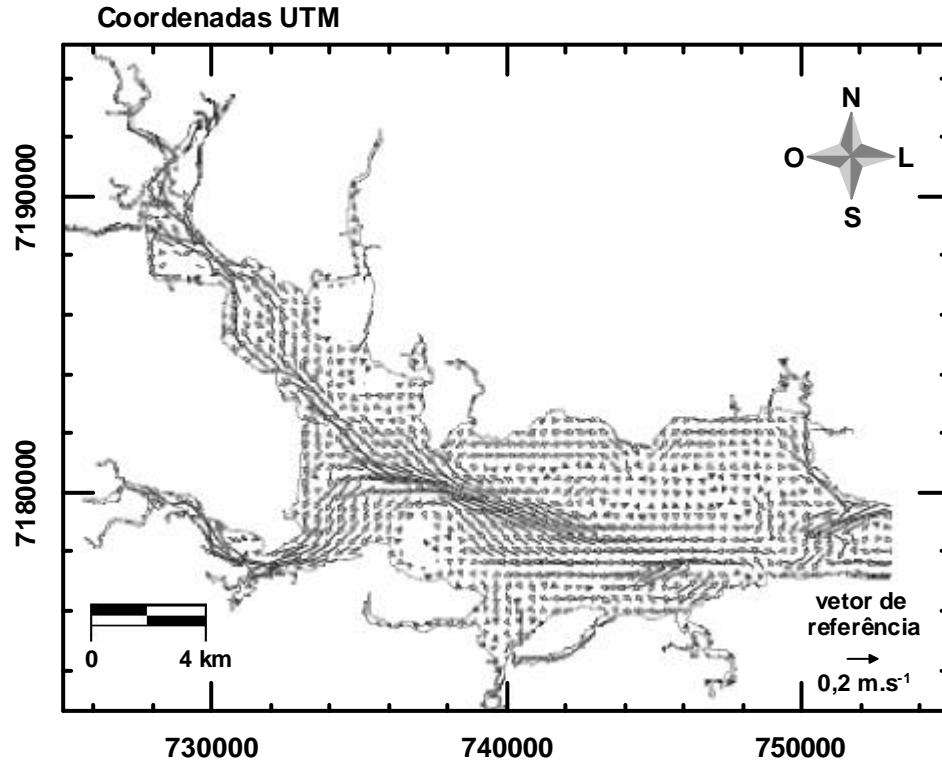 Coordenadas UTM
7190000
7180000
N
O
L
S
0
4 km
vetor de
referência
0,2 m.s⁻¹
730000
740000
750000